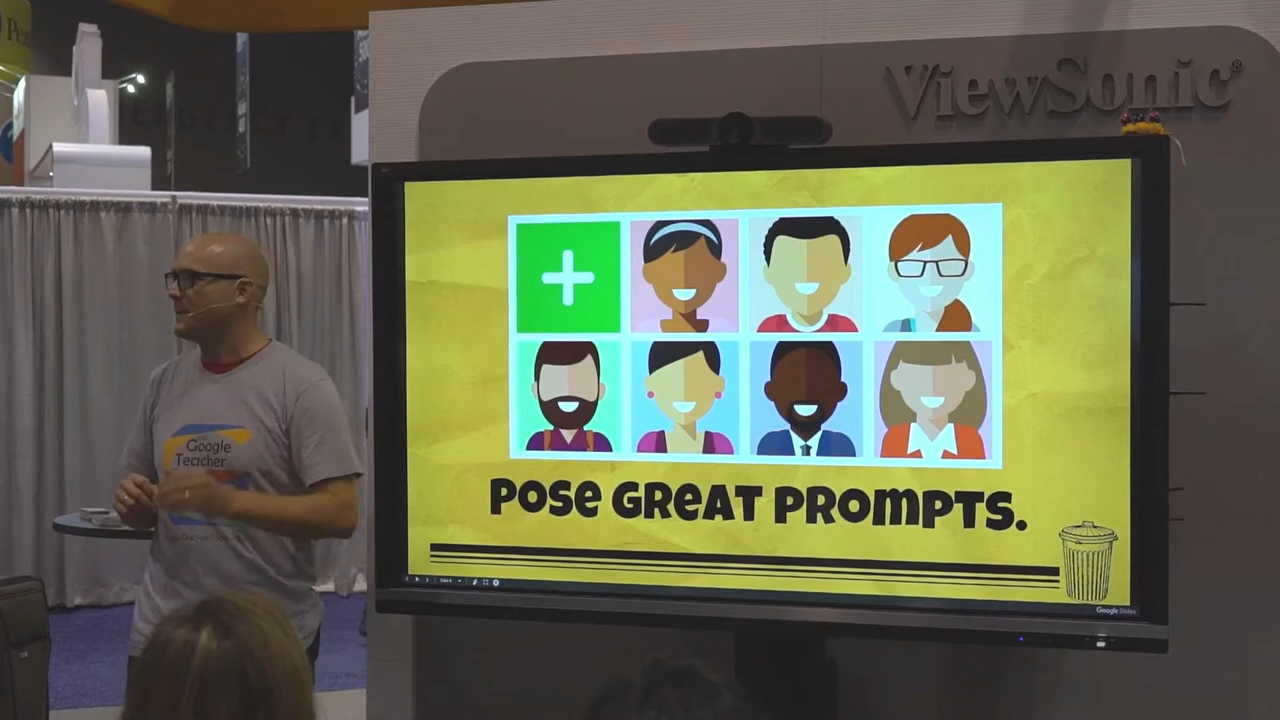 ViewSonic®
POSE GREAT PROMPTS.
Google Slides
Google
Teacher